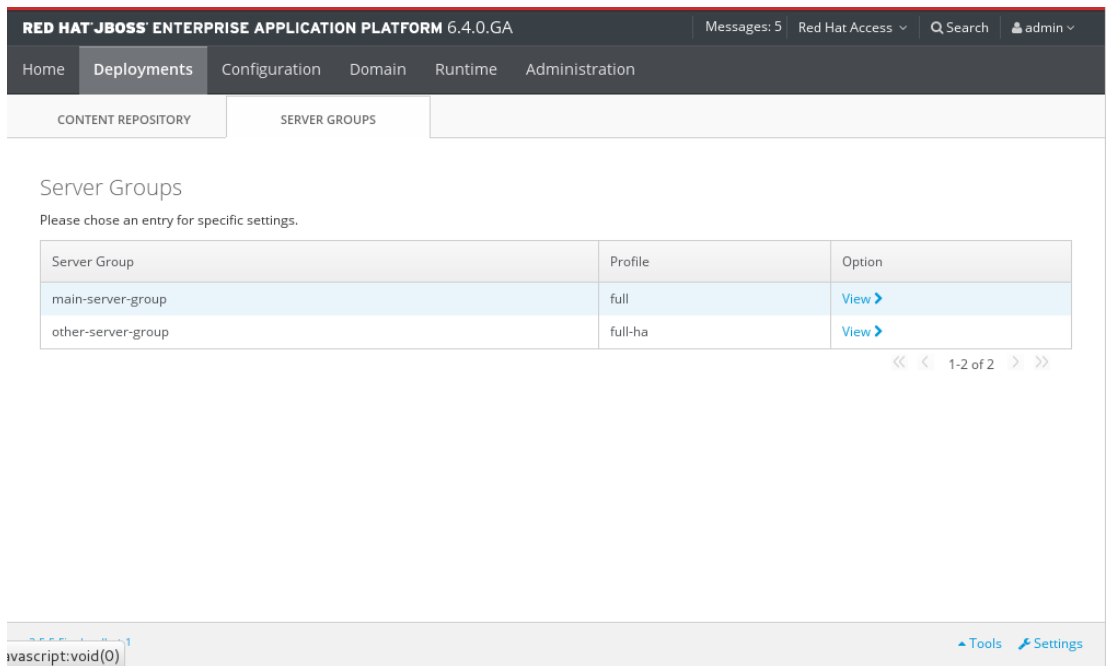 RED HAT JBOSS ENTERPRISE APPLICATION PLATFORM 6.4.0.GA Messages: 5 Red Hat Access Search admin
Home Deployments Configuration Domain Runtime Administration
CONTENT REPOSITORY SERVER GROUPS
Server Groups
Please chose an entry for specific settings.
Server Group Profile Option
main-server-group full View
other-server-group full-ha View
1-2 of 2
Tools Settings
avascript:void(0)